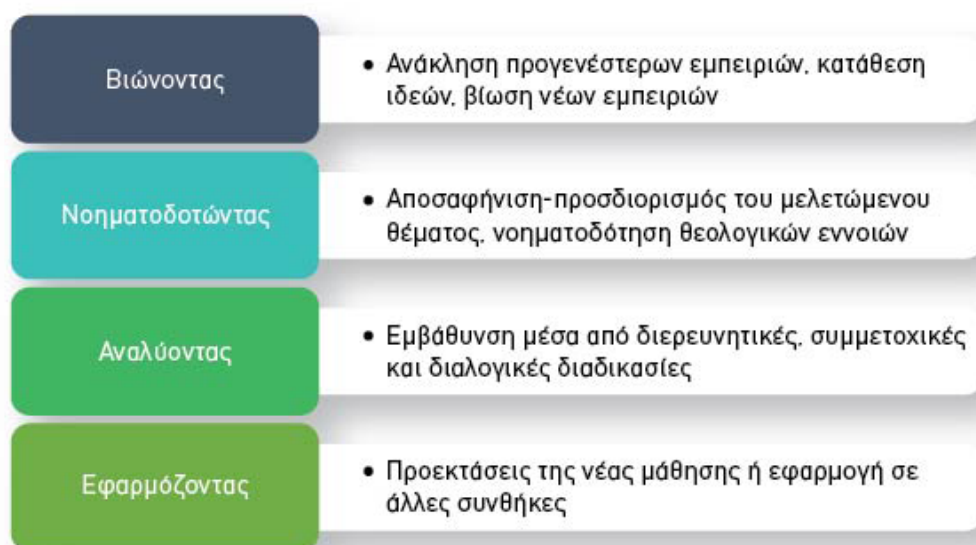 Βιώνοντας
• Ανάκληση προγενέστερων εμπειριών, κατάθεση
ιδεών, βίωση νέων εμπειριών
Νοηματοδοτώντας
• Αποσαφήνιση-προσδιορισμός του μελετώμενου
θέματος, νοηματοδότηση θεολογικών εννοιών
Αναλύοντας
• Εμβάθυνση μέσα από διερευνητικές, συμμετοχικές
και διαλογικές διαδικασίες
Εφαρμόζοντας
• Προεκτάσεις της νέας μάθησης ή εφαρμογή σε
άλλες συνθήκες